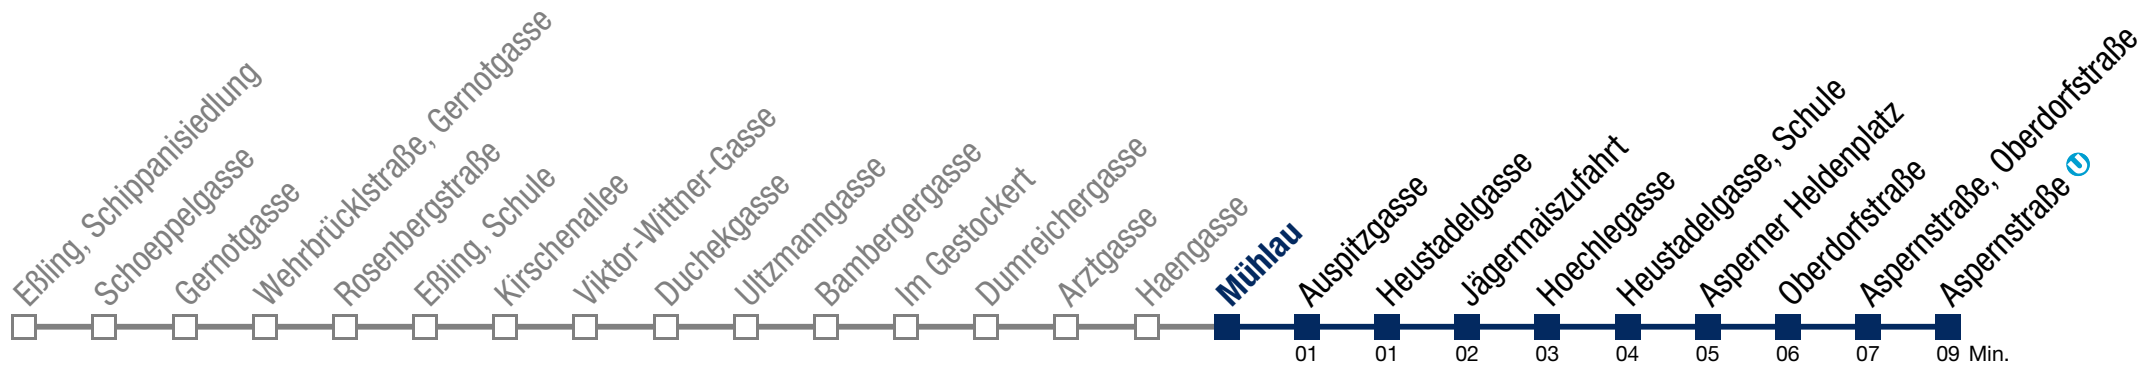 Eßling, Schippanisiedlung
Schoeppelgasse
Gernotgasse
Wehrbrücklstraße, Gernotgasse
Rosenbergstraße
Eßling, Schule
Kirschenallee
Viktor-Wittner-Gasse
Duchekgasse
Ultzmanngasse
Bambergergasse
Im Gestockert
Dumreichergasse
Arztgasse
Haengasse
Mühlau
Auspitzgasse
Heustadelgasse
Jägermaiszufahrt
Hoechlegasse
Heustadelgasse, Schule
Asperner Heldenplatz
Oberdorfstraße
Aspernstraße, Oberdorfstraße
Aspernstraße U
01 01 02 03 04 05 06 07 09 Min.